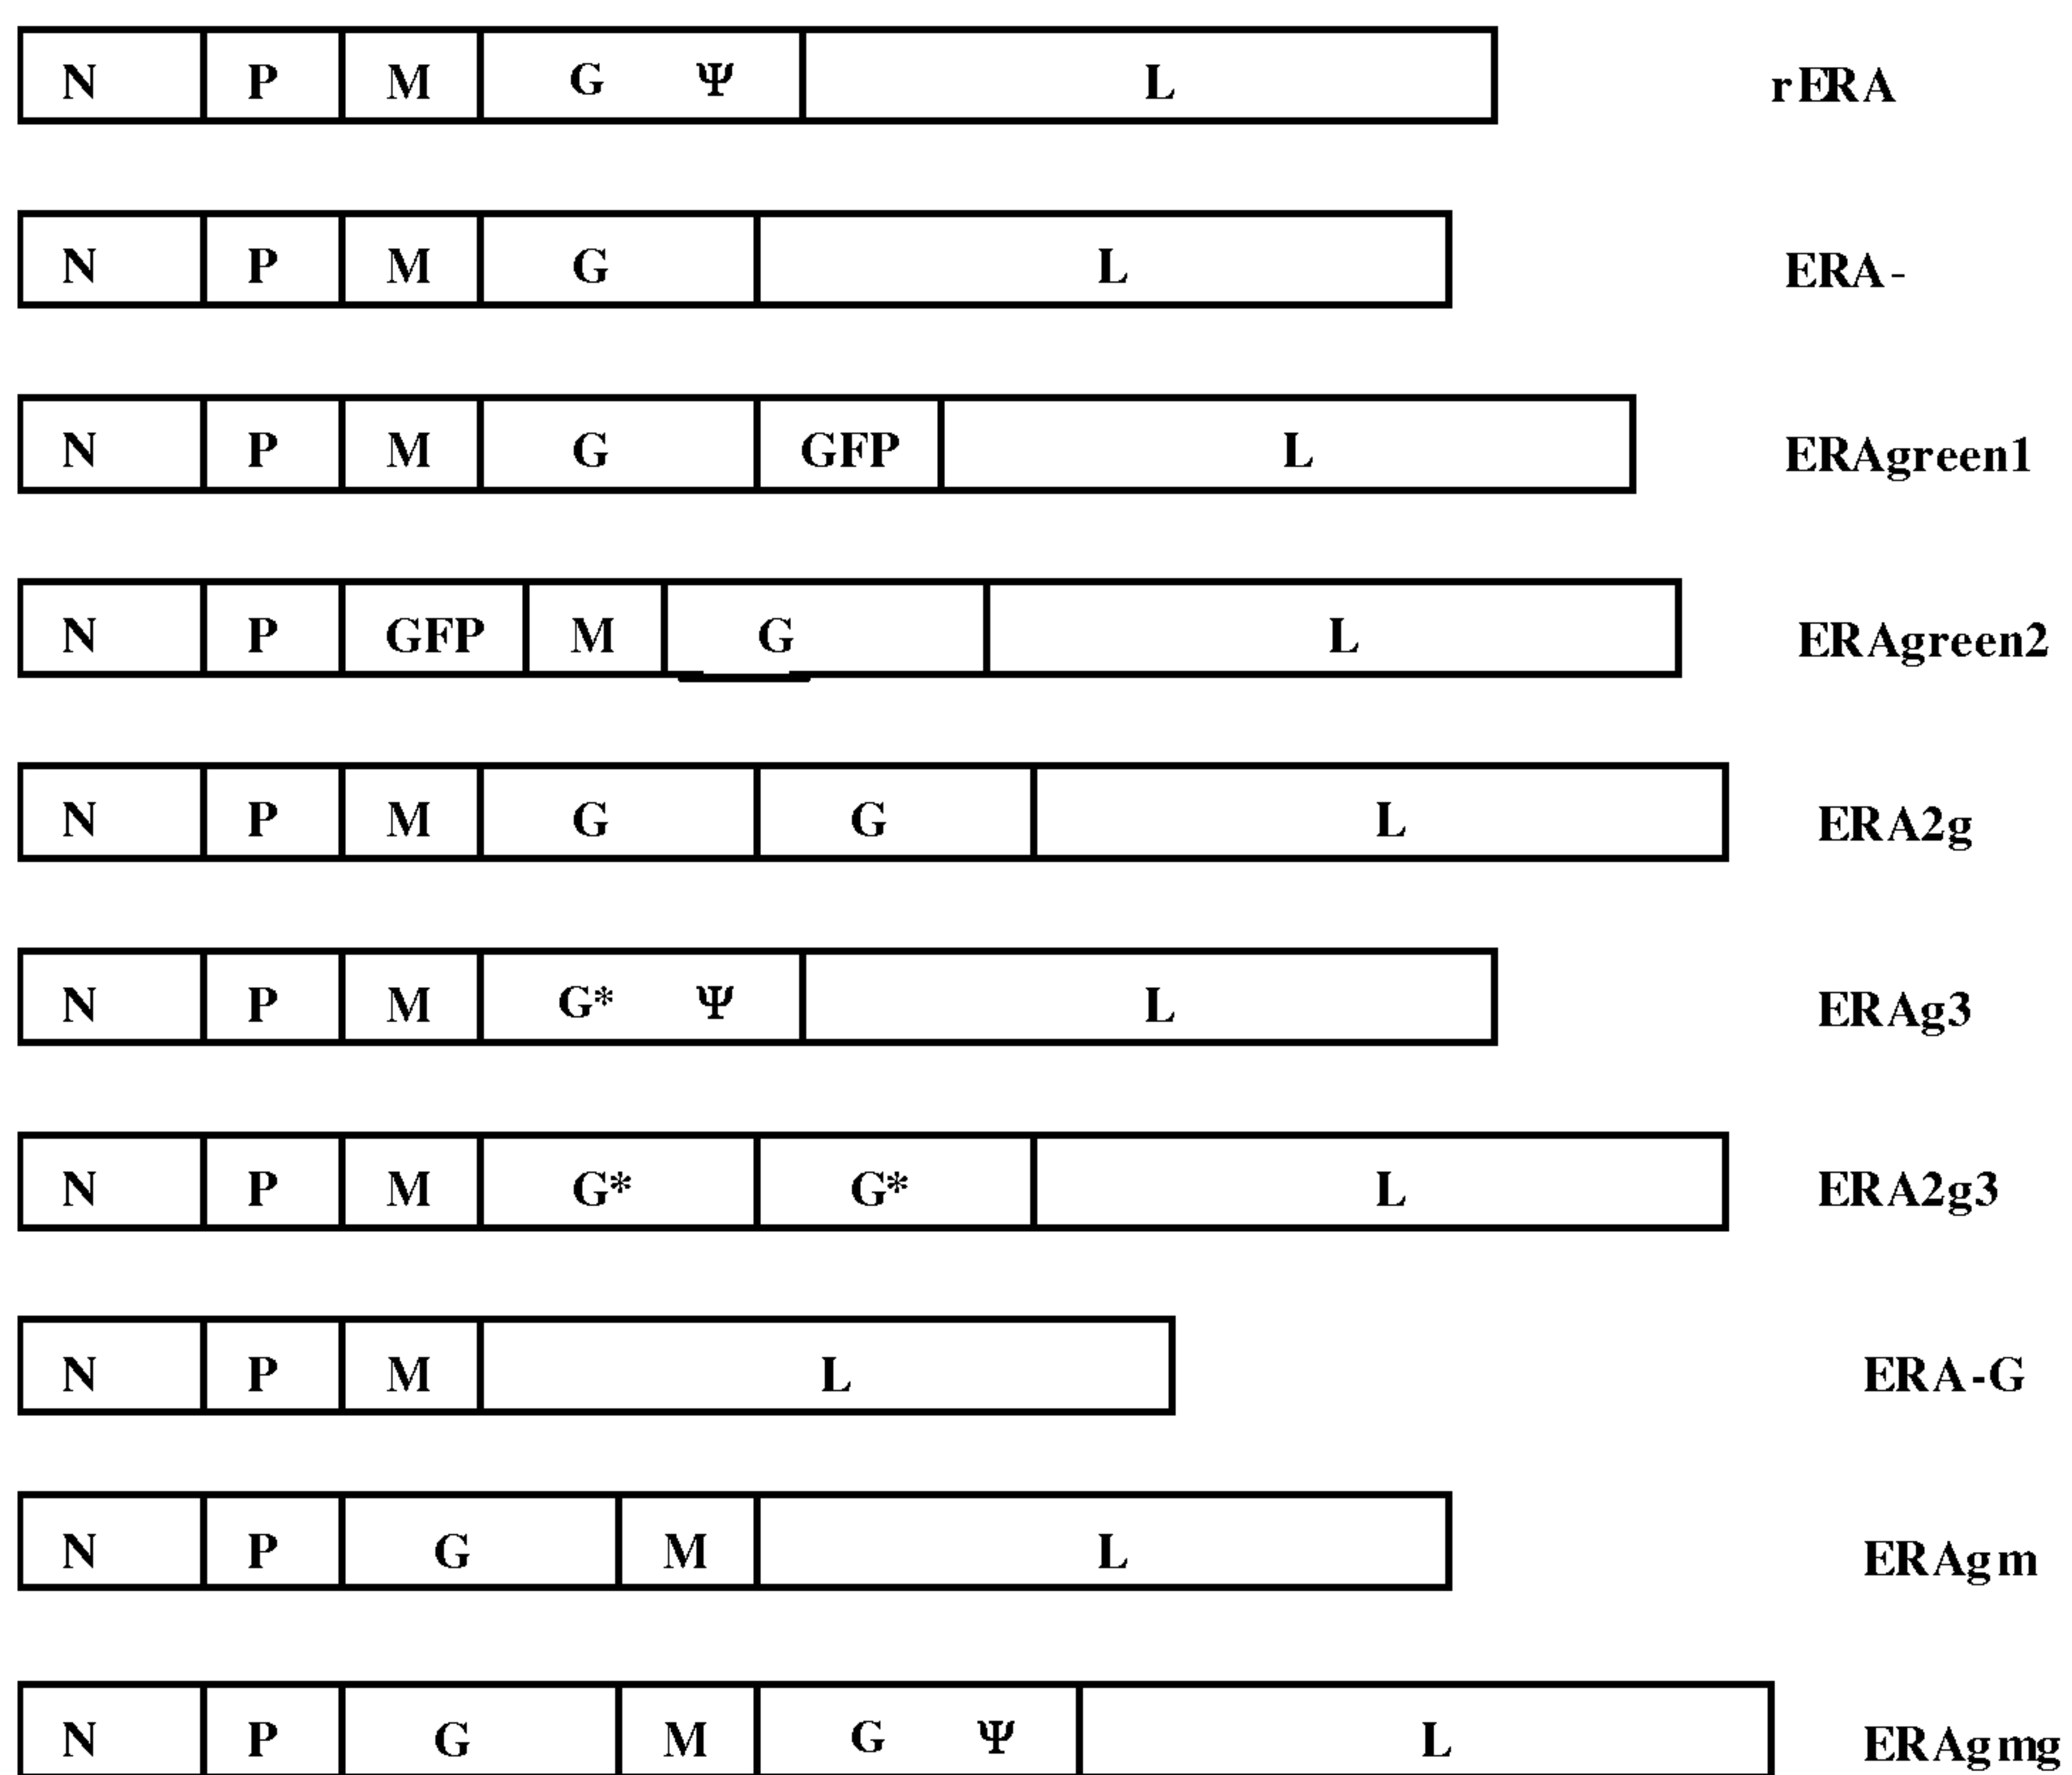 N P M G Ψ L rERA
N P M G L ERA-
N P M G GFP L ERAgreen1
N P GFP M G L ERAgreen2
N P M G G L ERA2g
N P M G* Ψ L ERAg3
N P M G* G* L ERA2g3
N P M L ERA-G
N P G M L ERAgm
N P G M G Ψ L ERAgmg